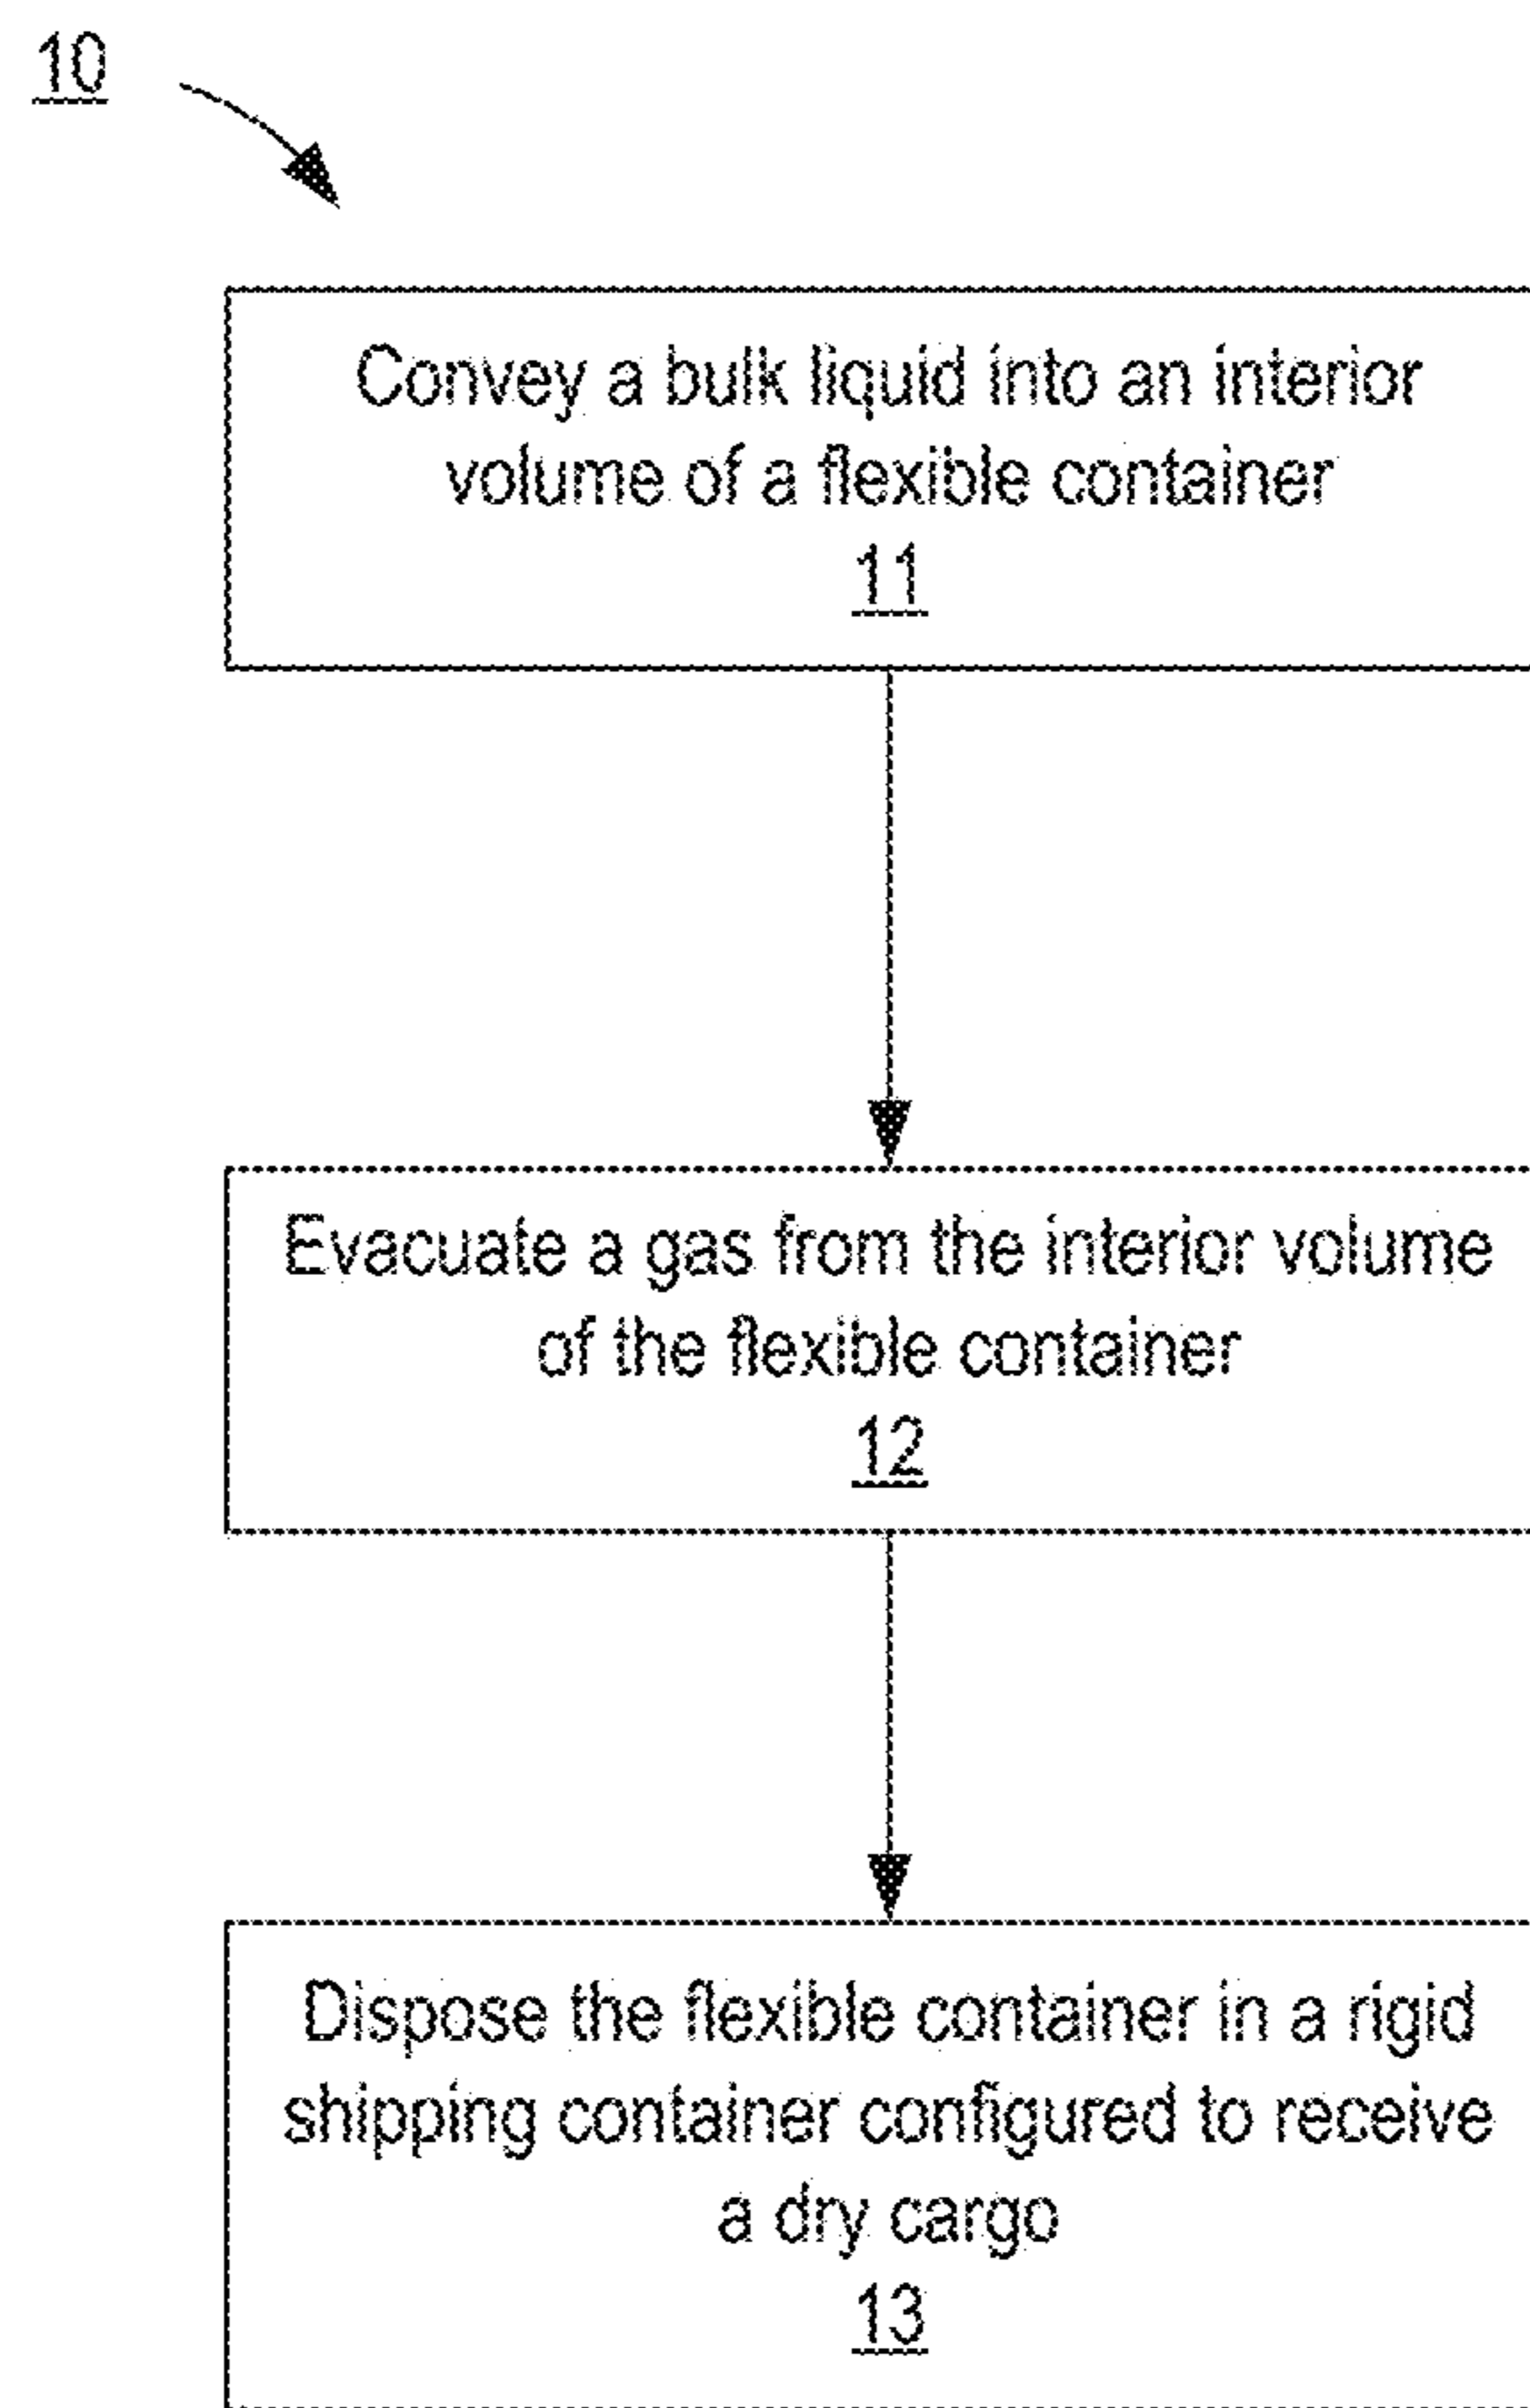 10
Convey a bulk liquid into an interior
volume of a flexible container
11
Evacuate a gas from the interior volume
of the flexible container
12
Dispose the flexible container in a rigid
shipping container configured to receive
a dry cargo
13